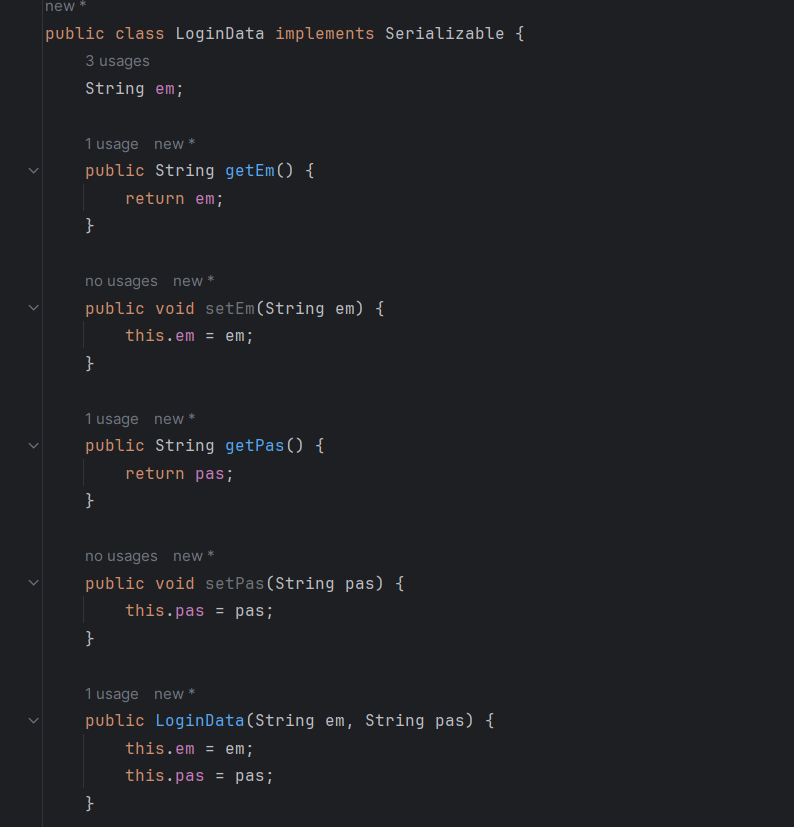 new *
public class LoginData implements Serializable {
3 usages
String em;
1 usage new *
public String getEm() {
return em;
}
no usages new *
public void setEm(String em) {
this.em = em;
}
1 usage new *
public String getPas() {
return pas;
}
no usages new *
public void setPas(String pas) {
this.pas = pas;
}
1 usage new *
public LoginData(String em, String pas) {
this.em = em;
this.pas = pas;
}